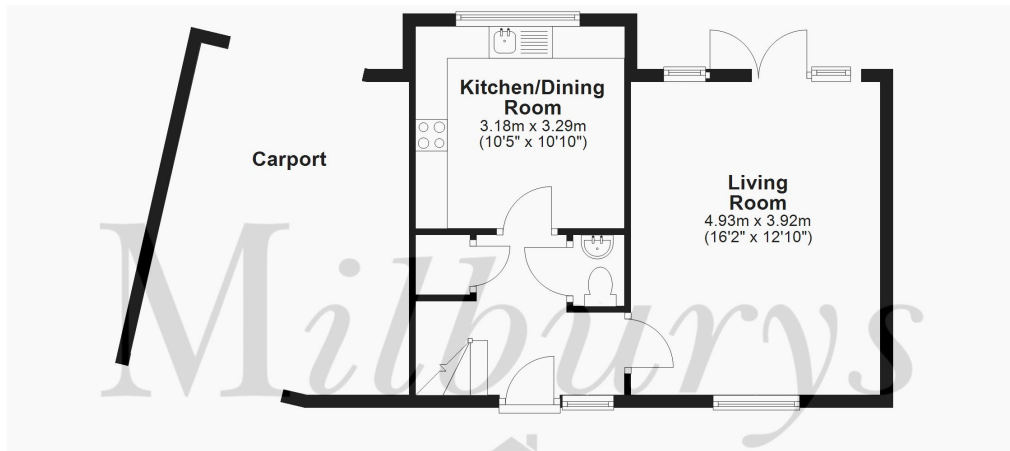 Kitchen/Dining
Room
3.18m x 3.29m
(10'5" x 10'10")
Carport
Living
Room
4.93m x 3.92m
(16'2" x 12'10")
Milburys